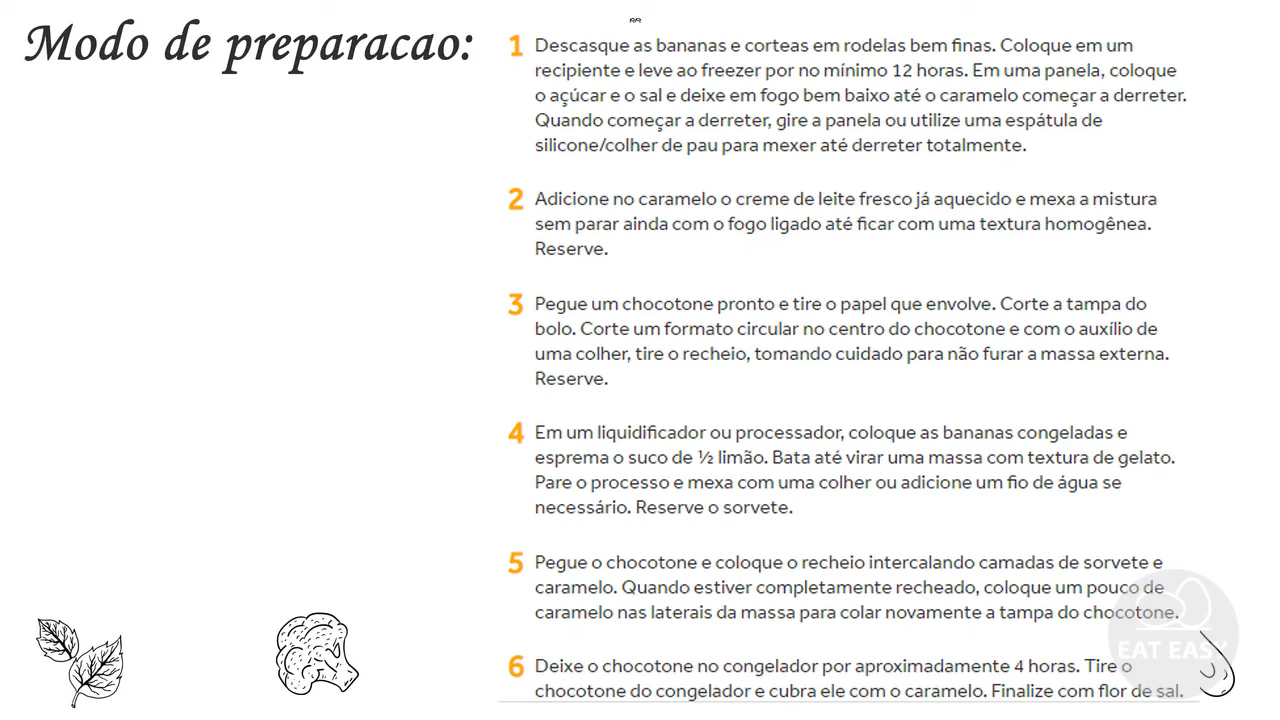 Modo de preparacao:
1 Descasque as bananas e corteas em rodelas bem finas. Coloque em um
recipiente e leve ao freezer por no mínimo 12 horas. Em uma panela, coloque
o açúcar e o sal e deixe em fogo bem baixo até o caramelo começar a derreter.
Quando começar a derreter, gire a panela ou utilize uma espátula de
silicone/colher de pau para mexer até derreter totalmente.
2 Adicione no caramelo o creme de leite fresco já aquecido e mexa a mistura
sem parar ainda com o fogo ligado até ficar com uma textura homogênea.
Reserve.
3 Pegue um chocotone pronto e tire o papel que envolve. Corte a tampa do
bolo. Corte um formato circular no centro do chocotone e com o auxílio de
uma colher, tire o recheio, tomando cuidado para não furar a massa externa.
Reserve.
4 Em um liquidificador ou processador, coloque as bananas congeladas e
esprema o suco de ½ limão. Bata até virar uma massa com textura de gelato.
Pare o processo e mexa com uma colher ou adicione um fio de água se
necessário. Reserve o sorvete.
5 Pegue o chocotone e coloque o recheio intercalando camadas de sorvete e
caramelo. Quando estiver completamente recheado, coloque um pouco de
caramelo nas laterais da massa para colar novamente a tampa do chocotone.
EAT EASY
6 Deixe o chocotone no congelador por aproximadamente 4 horas. Tire o
chocotone do congelador e cubra ele com o caramelo. Finalize com flor de sal.